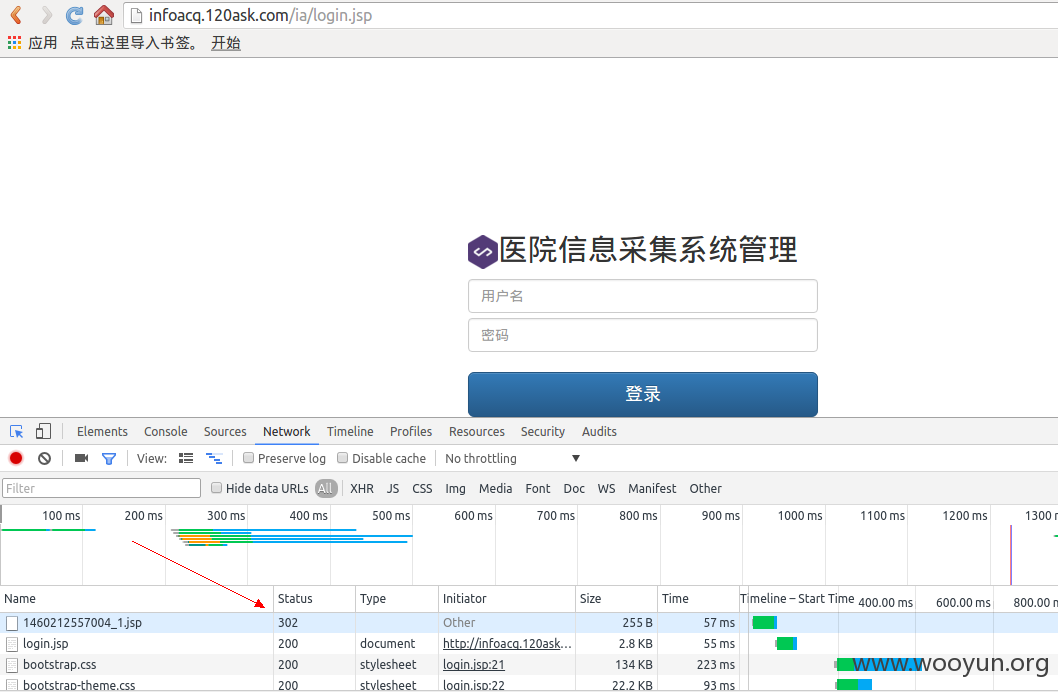 infoacq.120ask.com/ia/login.jsp
应用 点击这里导入书签。 开始
医院信息采集系统管理
用户名
密码
登录
Elements Console Sources Network Timeline Profiles Resources Security Audits
View: Preserve log Disable cache No throttling
Filter Hide data URLs All XHR JS CSS Img Media Font Doc WS Manifest Other
100 ms 200 ms 300 ms 400 ms 500 ms 600 ms 700 ms 800 ms 900 ms 1000 ms 1100 ms 1200 ms 1300 m
Name Status Type Initiator Size Time Timeline – Start Time 400.00 ms 600.00 ms 800.00 m
1460212557004_1.jsp 302 Other 255 B 57 ms
login.jsp 200 document http://infoacq.120ask... 2.8 KB 55 ms
bootstrap.css 200 stylesheet login.jsp:21 134 KB 223 ms
www.wooyun.org
bootstrap-theme.css 200 stylesheet login.jsp:22 22.2 KB 93 ms